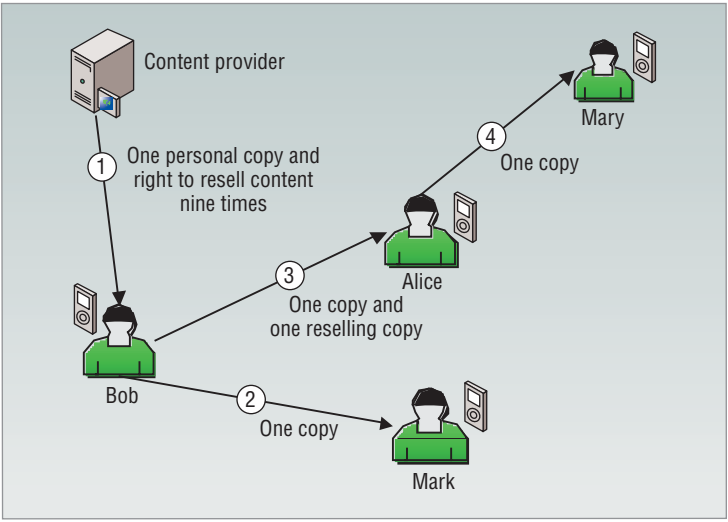 Content provider
1
One personal copy and
right to resell content
nine times
4
One copy
Mary
3
One copy and
one reselling copy
Alice
Bob
2
One copy
Mark